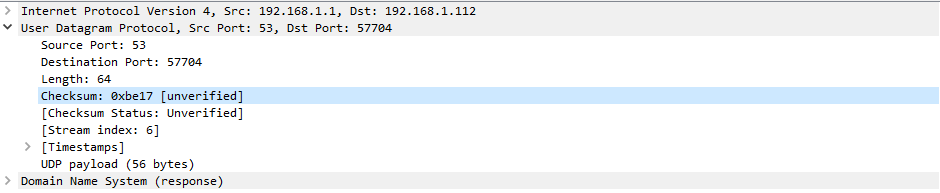 Internet Protocol Version 4, Src: 192.168.1.1, Dst: 192.168.1.112
User Datagram Protocol, Src Port: 53, Dst Port: 57704
Source Port: 53
Destination Port: 57704
Length: 64
Checksum: 0xbe17 [unverified]
[Checksum Status: Unverified]
[Stream index: 6]
[Timestamps]
UDP payload (56 bytes)
Domain Name System (response)